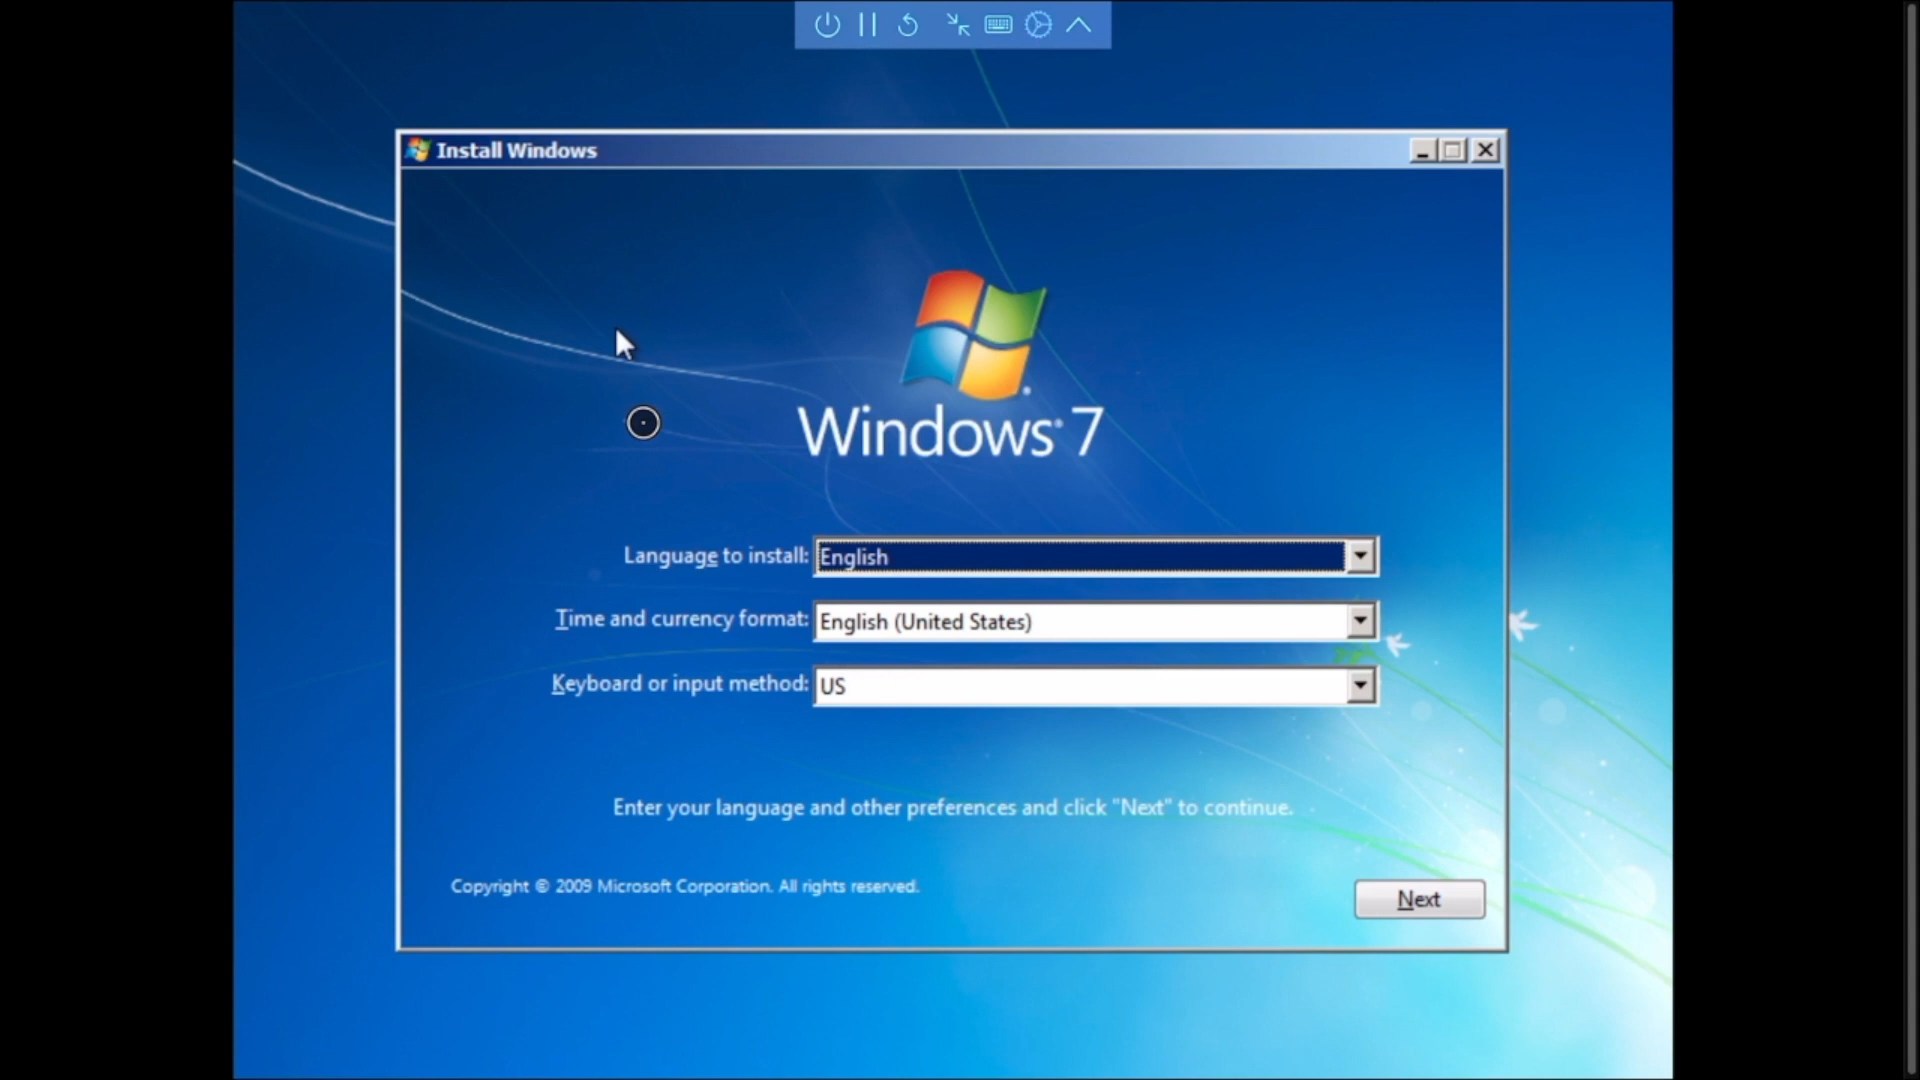 Install Windows
Windows® 7
Language to install: English
Time and currency format: English (United States)
Keyboard or input method: US
Enter your language and other preferences and click "Next" to continue.
Copyright © 2009 Microsoft Corporation. All rights reserved.
Next